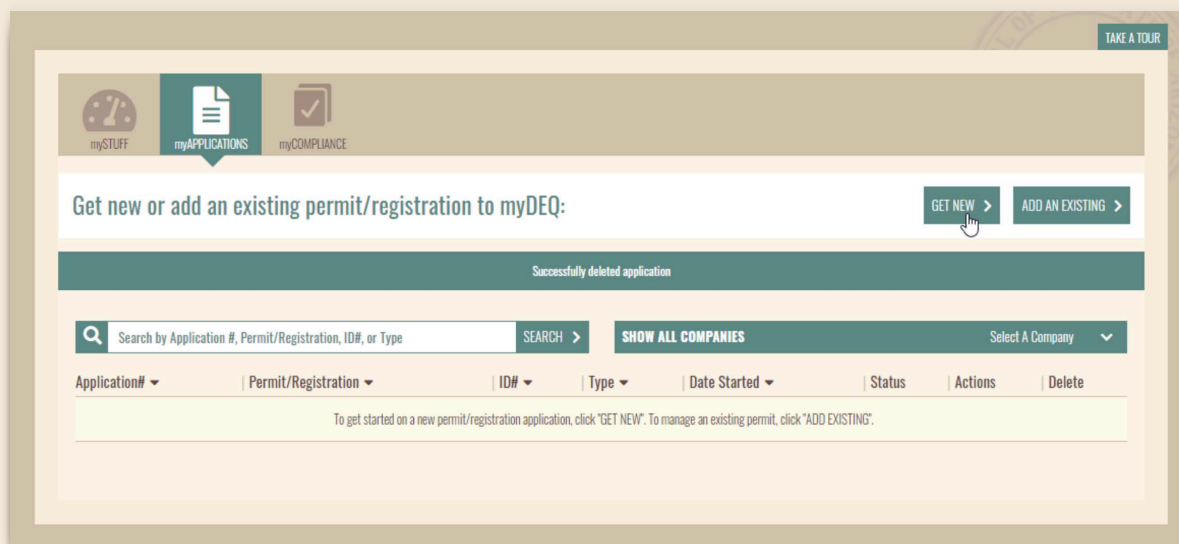 TAKE A TOUR
mySTUFF
myAPPLICATIONS
myCOMPLIANCE
Get new or add an existing permit/registration to myDEQ:
GET NEW
ADD AN EXISTING
Successfully deleted application
Search by Application #, Permit/Registration, ID#, or Type
SEARCH
SHOW ALL COMPANIES
Select A Company
Application# | Permit/Registration | ID# | Type | Date Started | Status | Actions | Delete
To get started on a new permit/registration application, click "GET NEW". To manage an existing permit, click "ADD EXISTING".